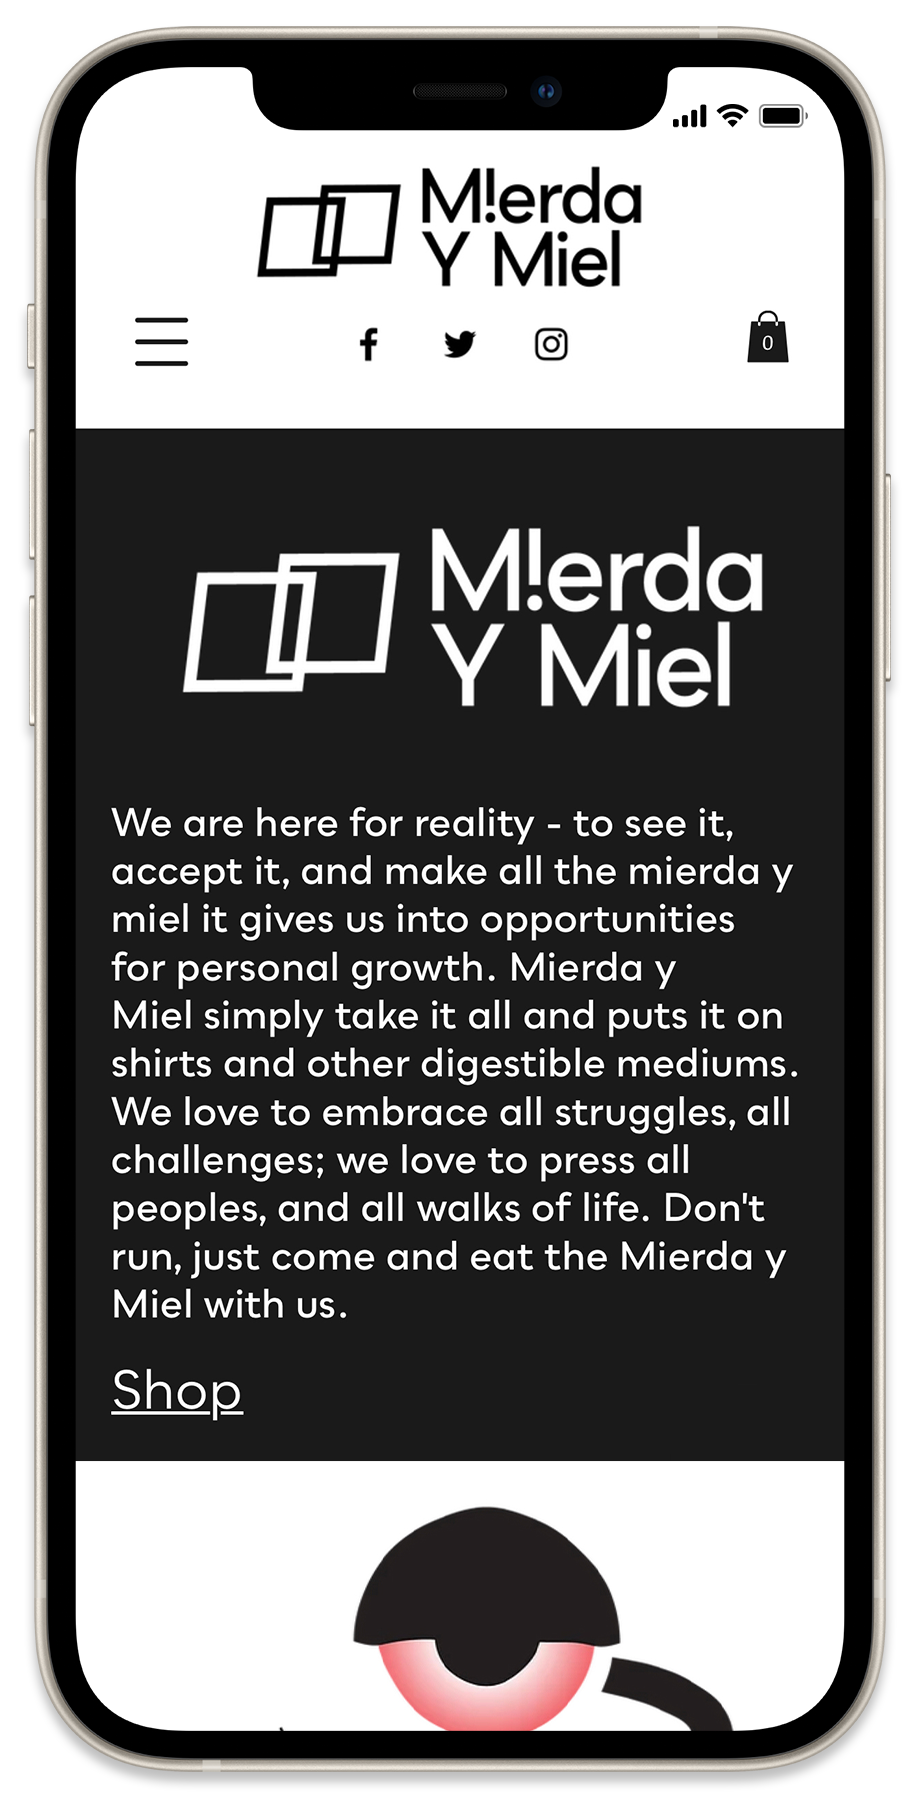 M!erda
Y Miel
0
M!erda
Y Miel
We are here for reality - to see it,
accept it, and make all the mierda y
miel it gives us into opportunities
for personal growth. Mierda y
Miel simply take it all and puts it on
shirts and other digestible mediums.
We love to embrace all struggles, all
challenges; we love to press all
peoples, and all walks of life. Don't
run, just come and eat the Mierda y
Miel with us.
Shop